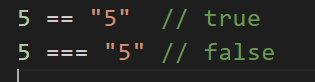 5 == "5"  // true
5 === "5" // false